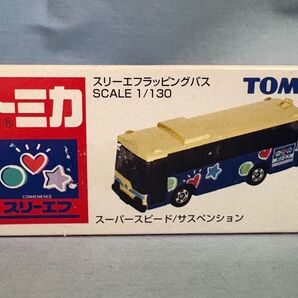 トミカ
®
CONVENIENCE
スリーエフ
スリーエフラッピングバス
SCALE 1/130
TOM
スーパースピード/サスペンション